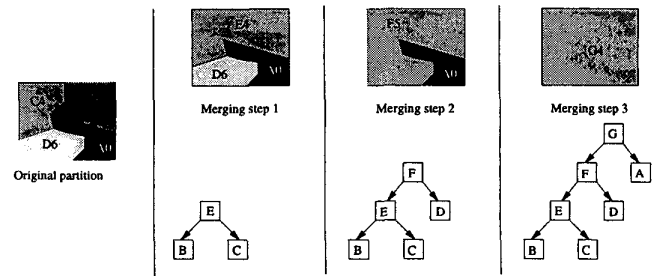 E4
D6
A0
Merging step 1
F5
A0
Merging step 2
G4
Merging step 3
D6
A0
Original partition
E
B
C
F
E
D
B
C
G
F
A
E
D
B
C